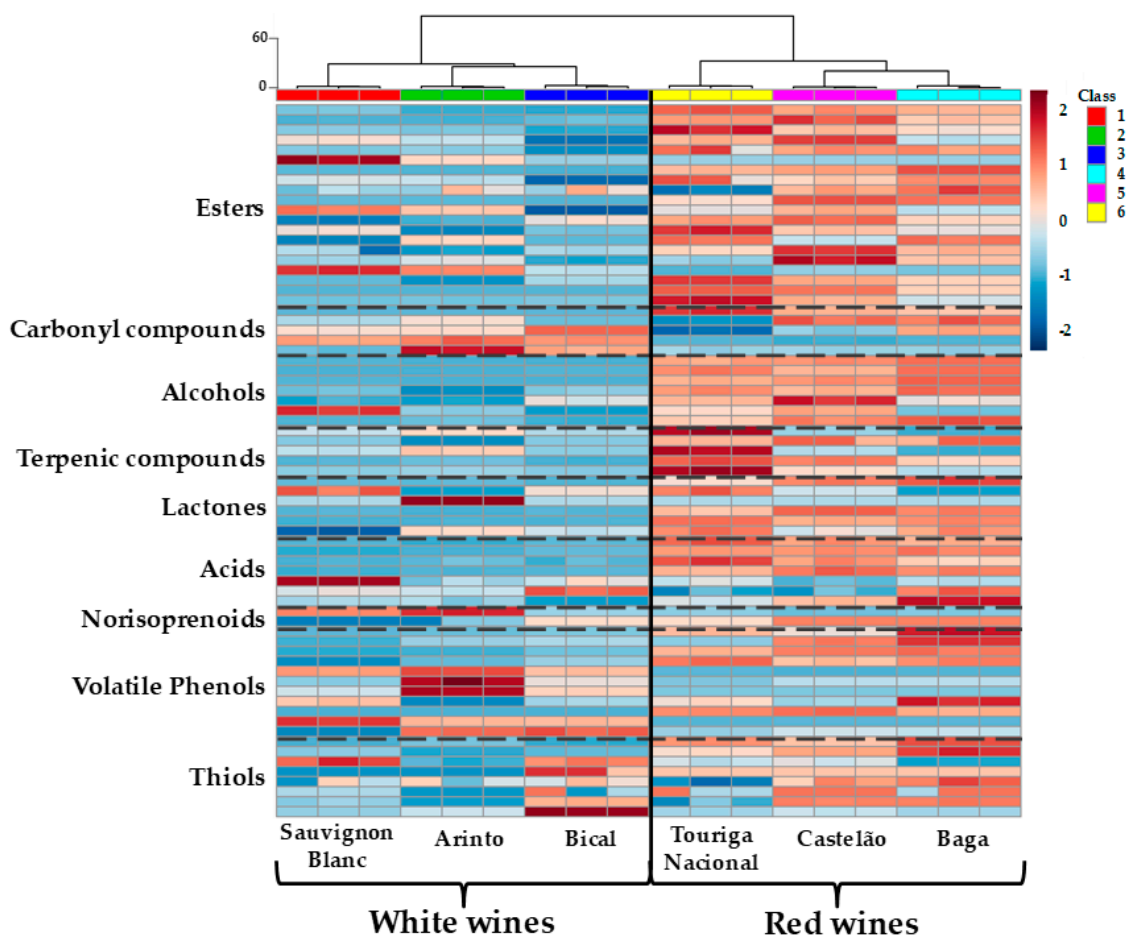 60
0
Class
2
1
0
-1
-2
1
2
3
4
5
6
Esters
Carbonyl compounds
Alcohols
Terpenic compounds
Lactones
Acids
Norisoprenoids
Volatile Phenols
Thiols
Sauvignon
Blanc
Arinto
Bical
Touriga
Nacional
Castelão
Baga
White wines
Red wines